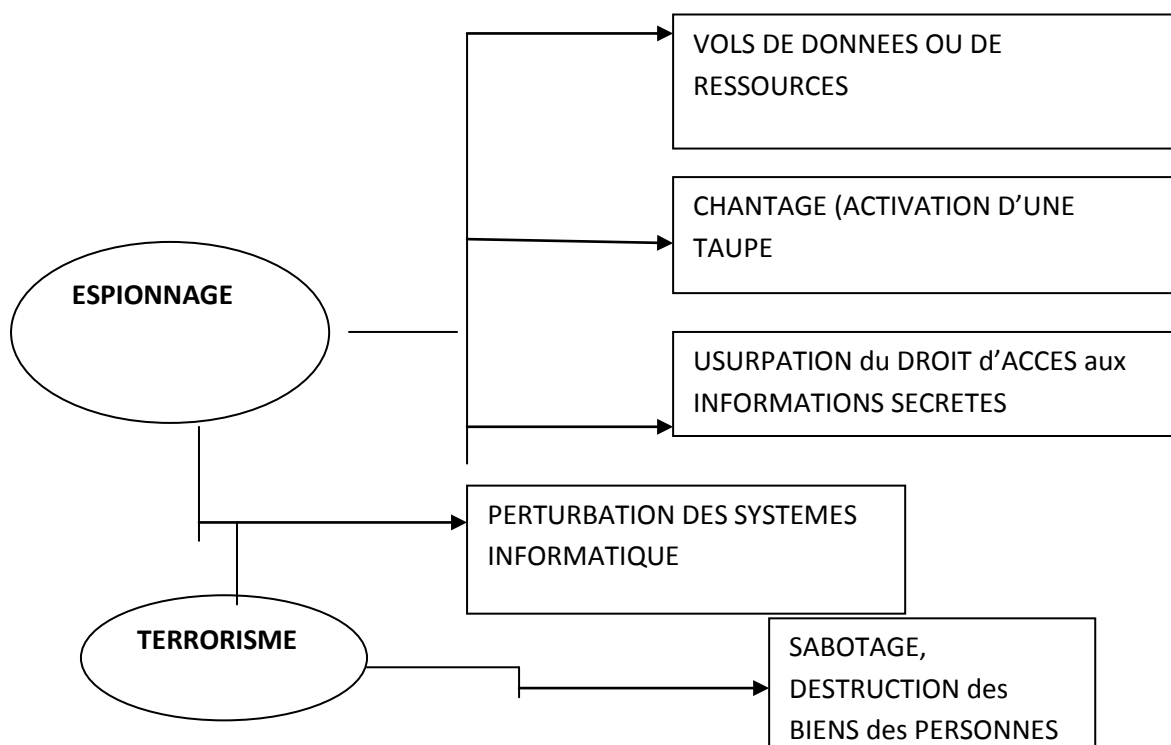 VOLS DE DONNEES OU DE
RESSOURCES
CHANTAGE (ACTIVATION D’UNE
TAUPE
ESPIONNAGE
USURPATION du DROIT d’ACCES aux
INFORMATIONS SECRETES
PERTURBATION DES SYSTEMES
INFORMATIQUE
TERRORISME
SABOTAGE,
DESTRUCTION des
BIENS des PERSONNES